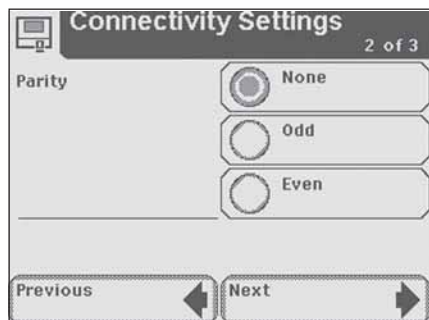 Connectivity Settings
2 of 3
Parity
None
Odd
Even
Previous
Next